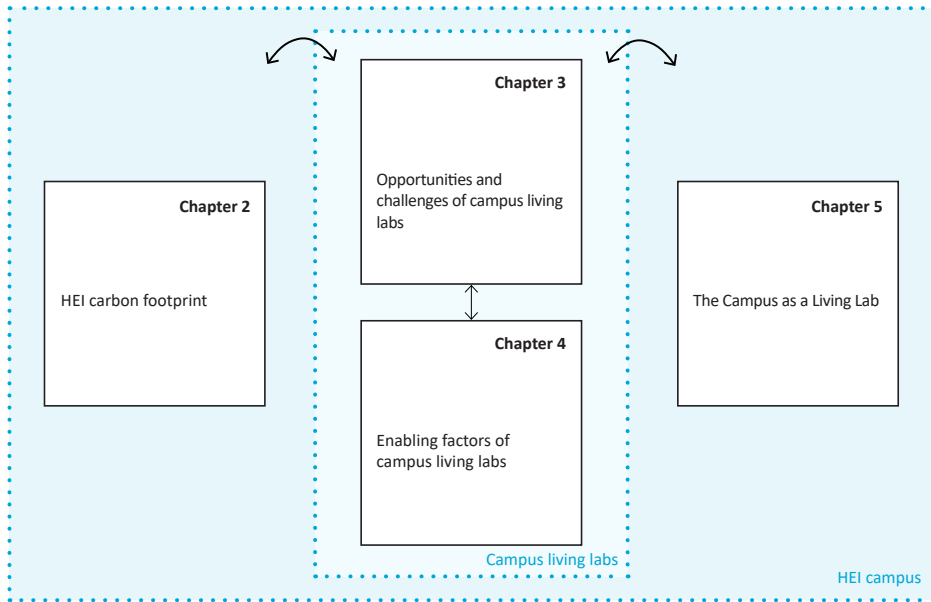 Chapter 2
HEI carbon footprint
Chapter 3
Opportunities and
challenges of campus living
labs
Chapter 4
Enabling factors of
campus living labs
Campus living labs
Chapter 5
The Campus as a Living Lab
HEI campus